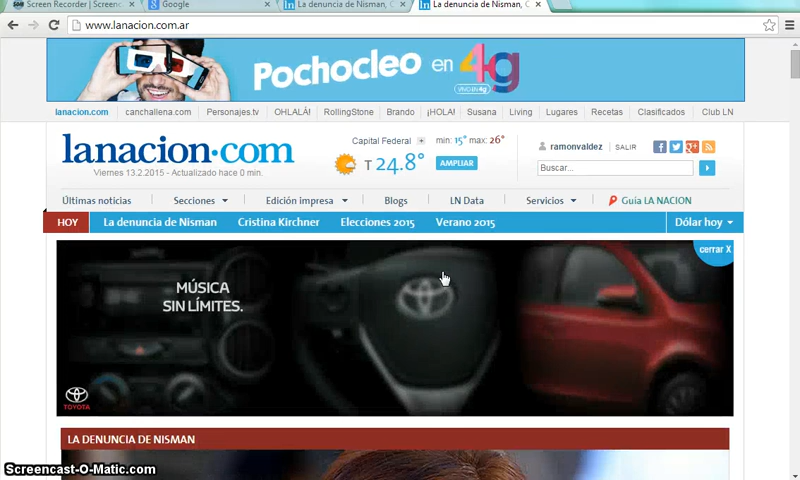 Screen Recorder | Screenc
Google
La denuncia de Nisman, C
La denuncia de Nisman, C
www.lanacion.com.ar
Pochocleo en 4g
VIVO EN 4g
lanacion.com canchallena.com Personajes.tv OHLALÁ! RollingStone Brando ¡HOLA! Susana Living Lugares Recetas Clasificados Club LN
lanacion.com
Viernes 13.2.2015 - Actualizado hace 0 min.
Capital Federal + min: 15° max: 26°
T 24.8° AMPLIAR
ramonvaldez SALIR
Buscar...
Últimas noticias Secciones Edición impresa Blogs LN Data Servicios Guía LA NACION
HOY La denuncia de Nisman Cristina Kirchner Elecciones 2015 Verano 2015 Dólar hoy
cerrar X
MÚSICA
SIN LÍMITES.
TOYOTA
LA DENUNCIA DE NISMAN
Screencast-O-Matic.com